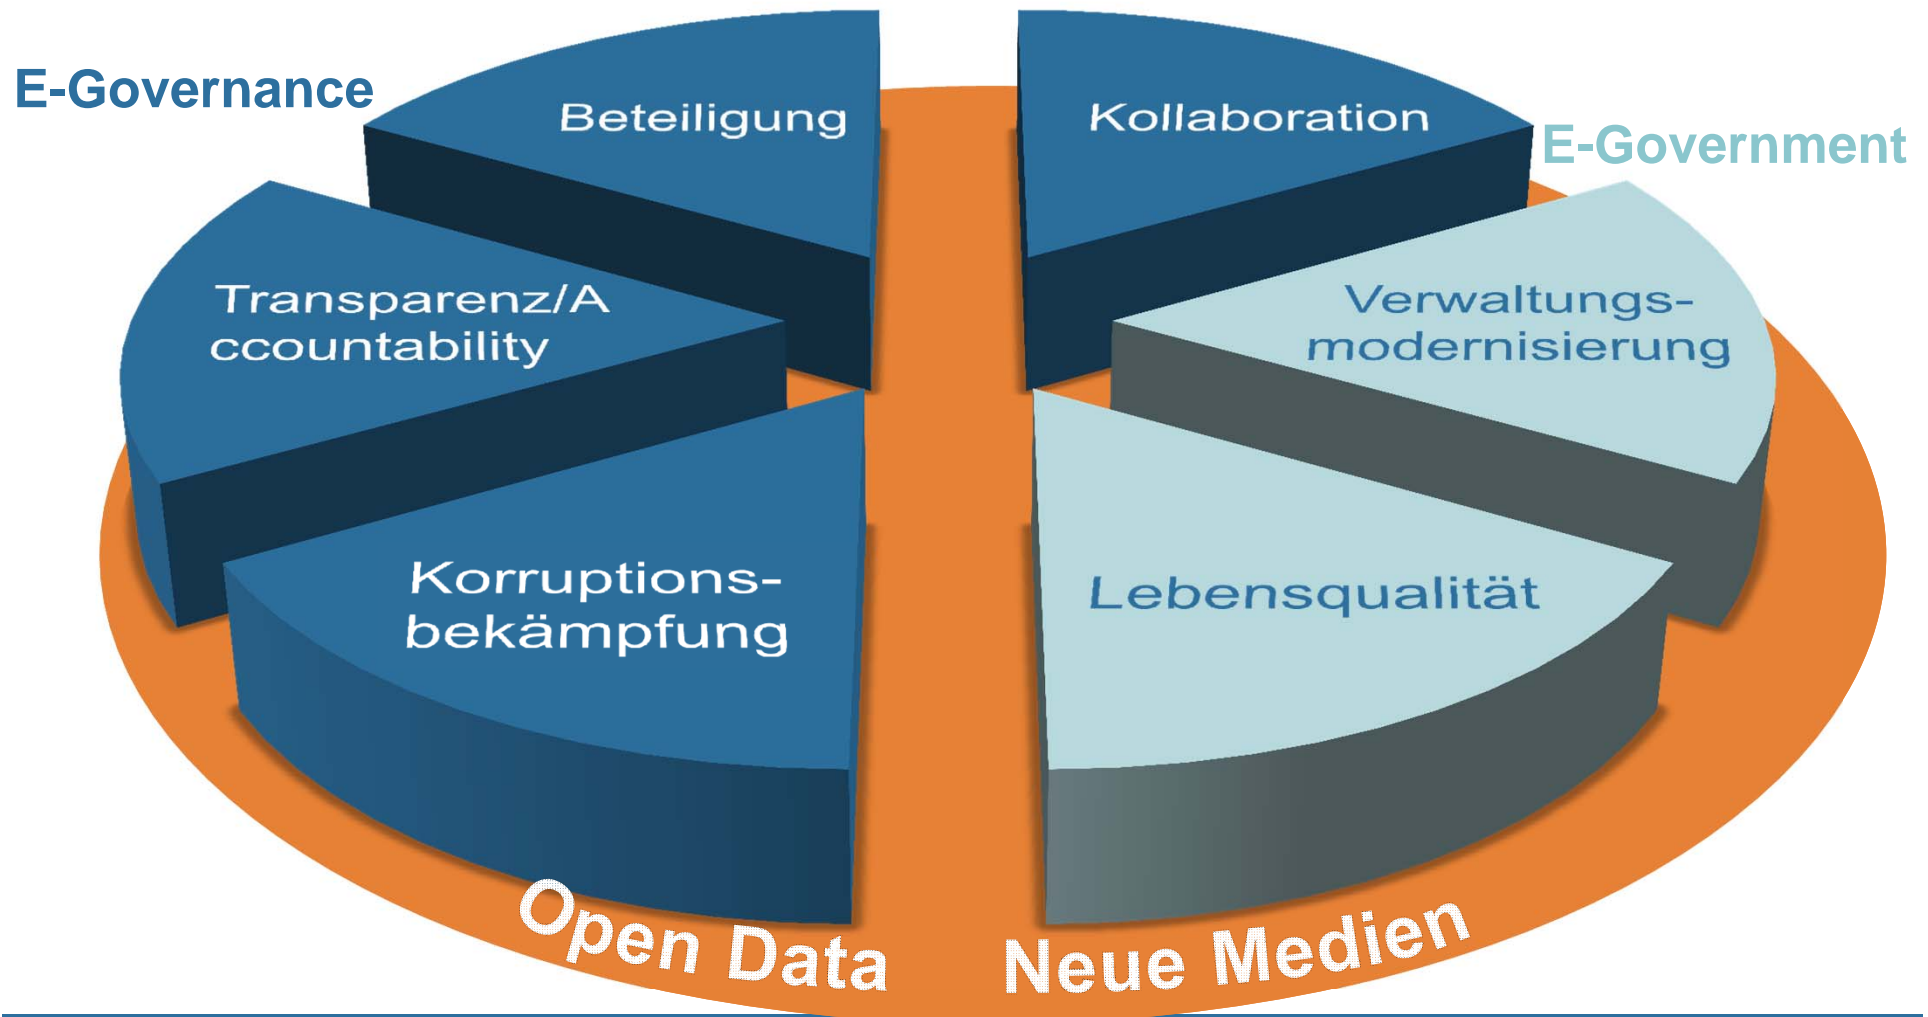 E-Governance
Beteiligung
Kollaboration
E-Government
Transparenz/A
ccountability
Verwaltungs-
modernisierung
Korruptions-
bekämpfung
Lebensqualität
Open Data
Neue Medien